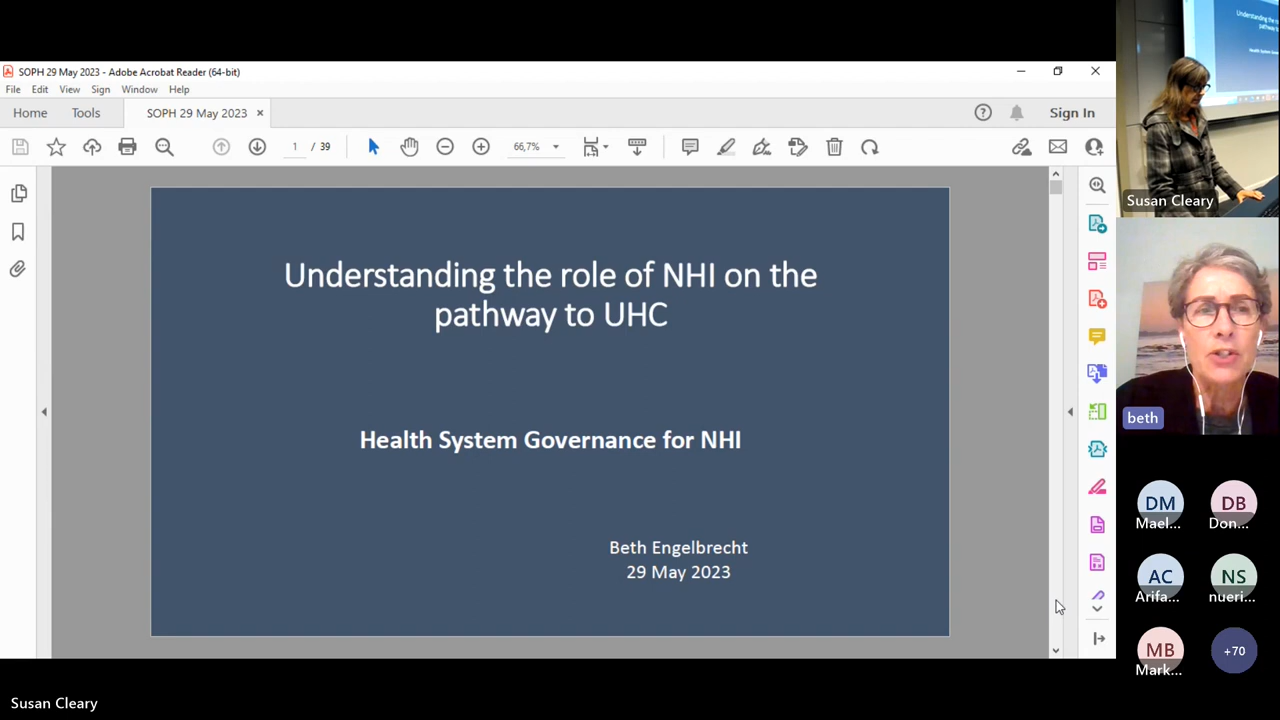 SOPH 29 May 2023 - Adobe Acrobat Reader (64-bit)
File Edit View Sign Window Help
Home Tools SOPH 29 May 2023 × Sign In
1 / 39 66,7%
Understanding the role of NHI on the
pathway to UHC
Health System Governance for NHI
Beth Engelbrecht
29 May 2023
Susan Cleary
beth
DM DB
Mael... Don...
AC NS
Arifa... nueri...
MB +70
Mark...
Susan Cleary